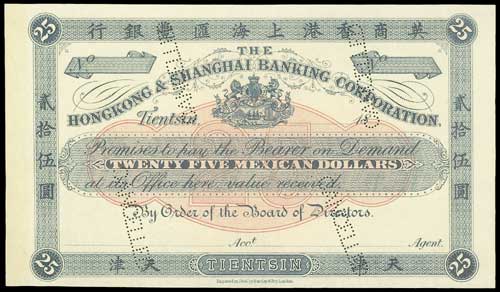 25 行銀豐滙海上港香商英 25
THE
HONGKONG & SHANGHAI BANKING CORPORATION.
No
No
Tientsin 18
Promises to pay the Bearer on Demand
TWENTY FIVE MEXICAN DOLLARS
at its Office here, value received.
By Order of the Board of Directors.
Acct. Agent.
貳拾伍圓
貳拾伍圓
25 津天 TIENTSIN 津天 25